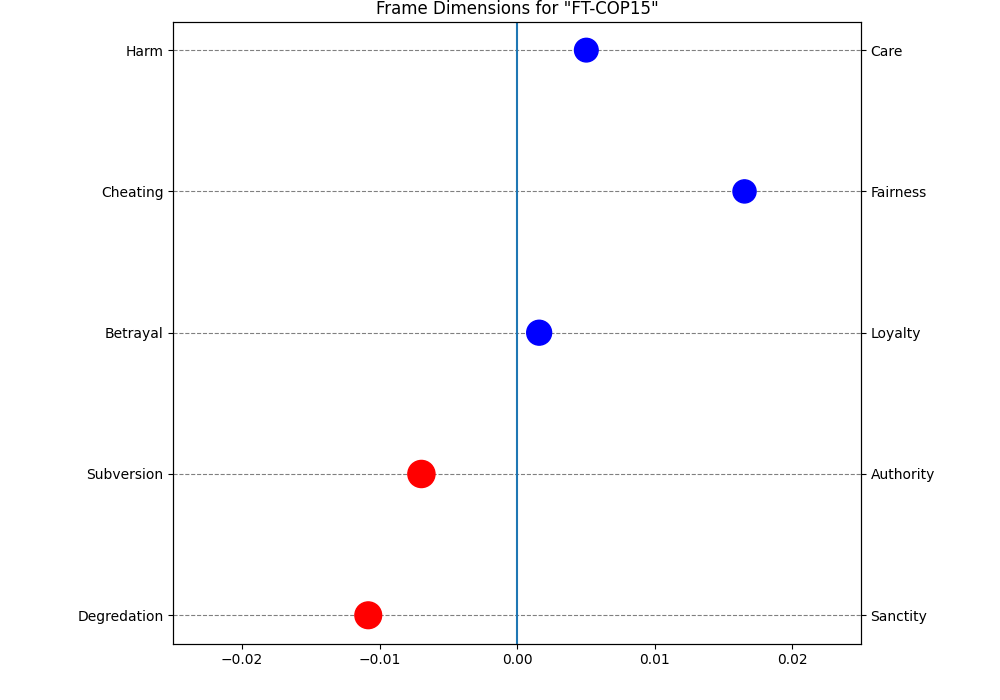 Frame Dimensions for "FT-COP15"
Harm
Care
Cheating
Fairness
Betrayal
Loyalty
Subversion
Authority
Degredation
Sanctity
−0.02
−0.01
0.00
0.01
0.02